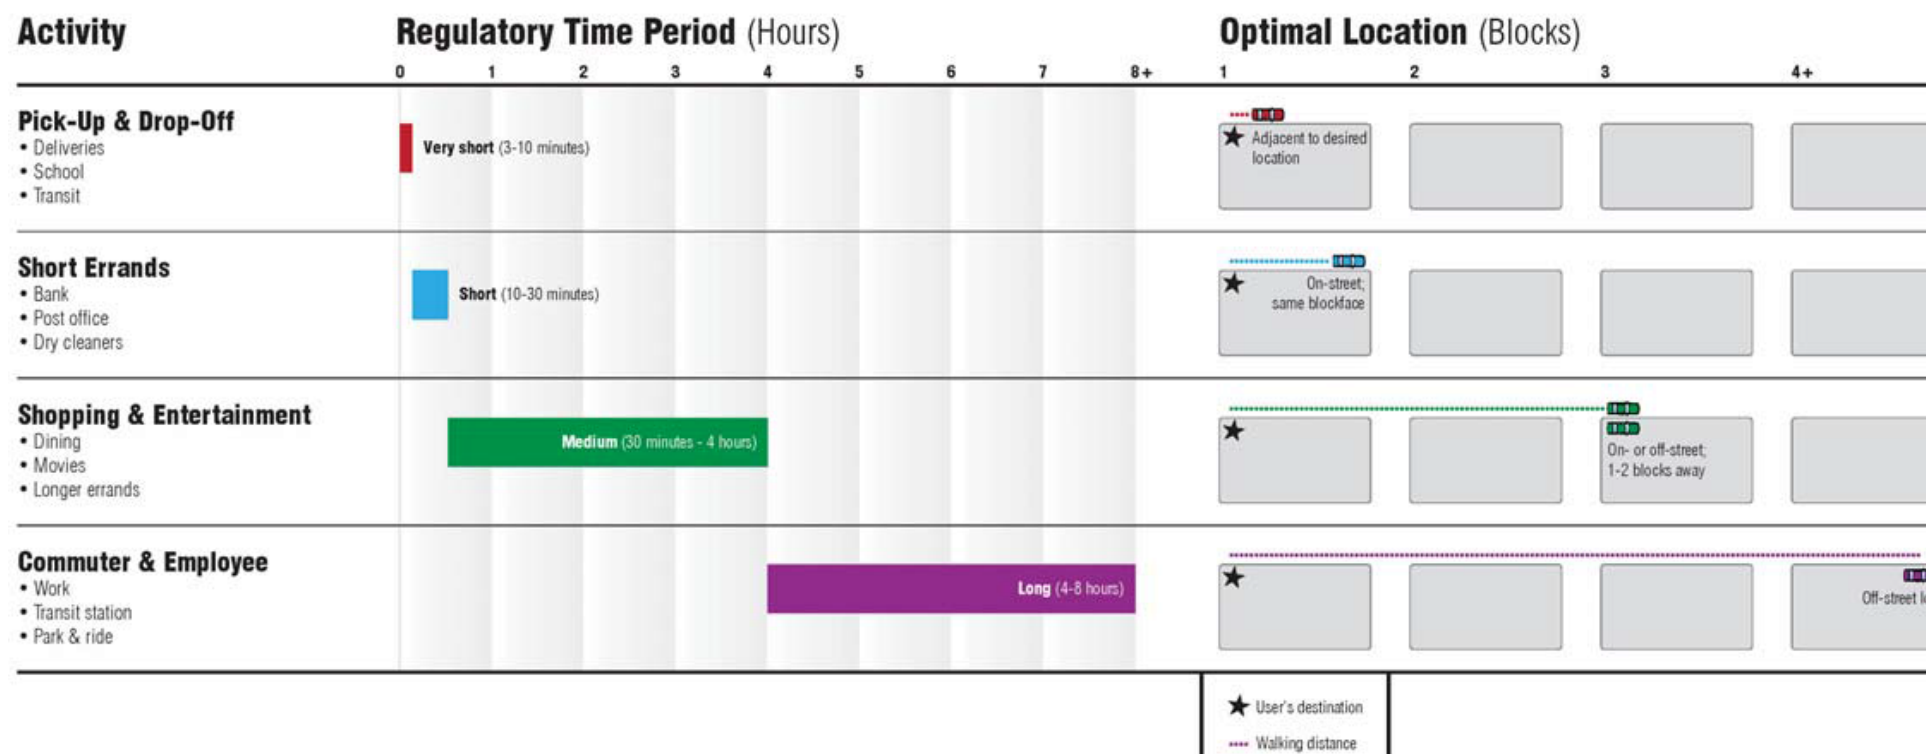 Activity
Regulatory Time Period (Hours)
Optimal Location (Blocks)
0 1 2 3 4 5 6 7 8+
1 2 3 4+
Pick-Up & Drop-Off
• Deliveries
• School
• Transit
Very short (3-10 minutes)
Adjacent to desired
location
Short Errands
• Bank
• Post office
• Dry cleaners
Short (10-30 minutes)
On-street;
same blockface
Shopping & Entertainment
• Dining
• Movies
• Longer errands
Medium (30 minutes - 4 hours)
On- or off-street;
1-2 blocks away
Commuter & Employee
• Work
• Transit station
• Park & ride
Long (4-8 hours)
Off-street
User's destination
Walking distance